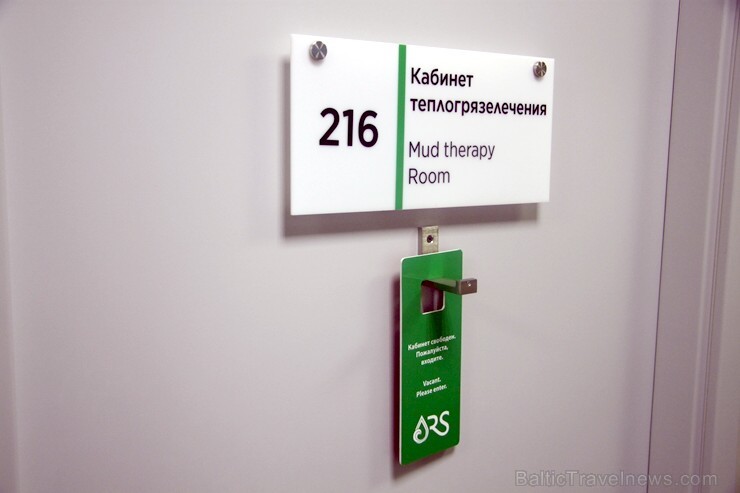 216
Кабинет
теплогрязелечения
Mud therapy
Room
Кабинет свободен.
Пожалуйста,
входите.
Vacant.
Please enter.
ARS
BalticTravelnews.com